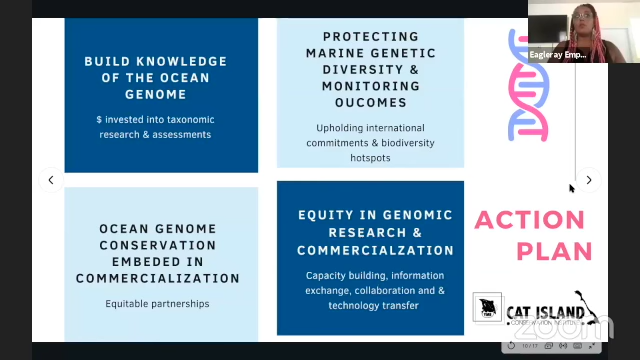 BUILD KNOWLEDGE
OF THE OCEAN
GENOME
$ invested into taxonomic
research & assessments
PROTECTING
MARINE GENETIC
DIVERSITY &
MONITORING
OUCOMES
Upholding international
commitments & biodiversity
hotspots
OCEAN GENOME
CONSERVATION
EMBEDED IN
COMMERCIALIZATION
Equitable partnerships
EQUITY IN GENOMIC
RESEARCH &
COMMERCIALZATION
Capacity building, information
exchange, collaboration and &
technology transfer
ACTION
PLAN
Eagleray Emp...
CAT ISLAND
zoom
10 / 17